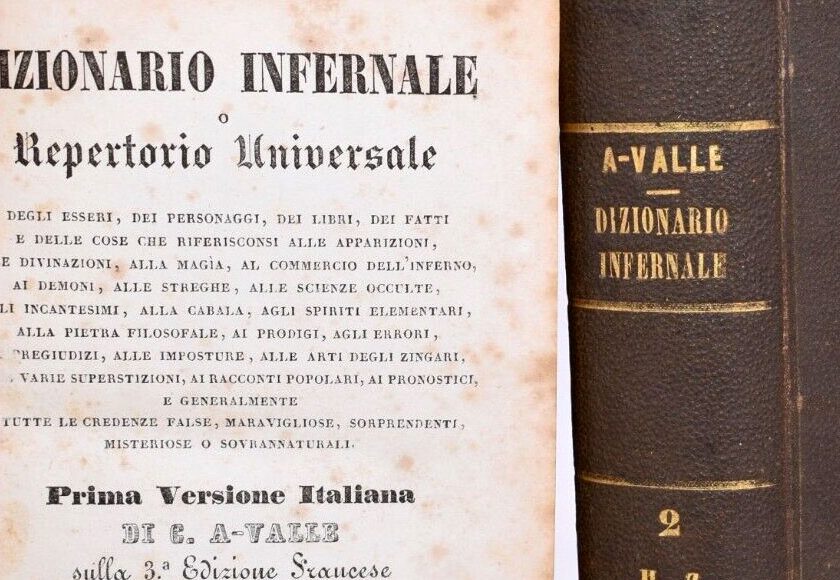 IZIONARIO INFERNALE
O
Repertorio Universale
DEGLI ESSERI, DEI PERSONAGGI, DEI LIBRI, DEI FATTI
E DELLE COSE CHE RIFERISCONSI ALLE APPARIZIONI,
E DIVINAZIONI, ALLA MAGÌA, AL COMMERCIO DELL'INFERNO,
AI DEMONI, ALLE STREGHE, ALLE SCIENZE OCCULTE,
LI INCANTESIMI, ALLA CABALA, AGLI SPIRITI ELEMENTARI,
ALLA PIETRA FILOSOFALE, AI PRODIGI, AGLI ERRORI,
PREGIUDIZI, ALLE IMPOSTURE, ALLE ARTI DEGLI ZINGARI,
VARIE SUPERSTIZIONI, AI RACCONTI POPOLARI, AI PRONOSTICI,
E GENERALMENTE
TUTTE LE CREDENZE FALSE, MARAVIGLIOSE, SORPRENDENTI,
MISTERIOSE O SOVRANNATURALI.
Prima Versione Italiana
DI C. A-VALLE
sulla 3.ª Edizione Francese
A-VALLE
DIZIONARIO
INFERNALE
2